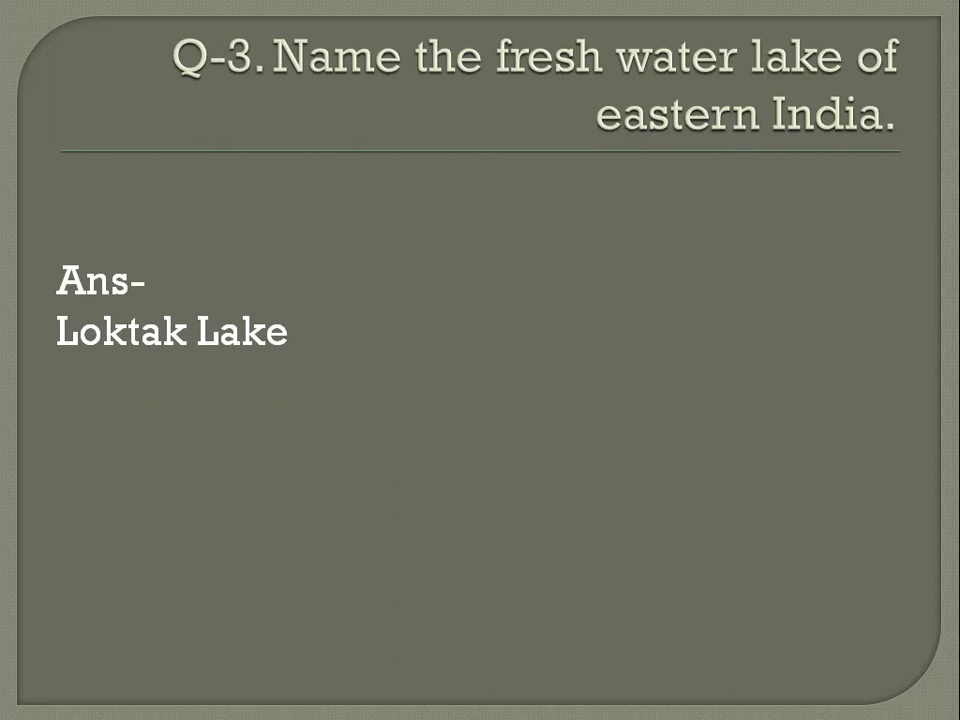 Q-3. Name the fresh water lake of
eastern India.
Ans-
Loktak Lake